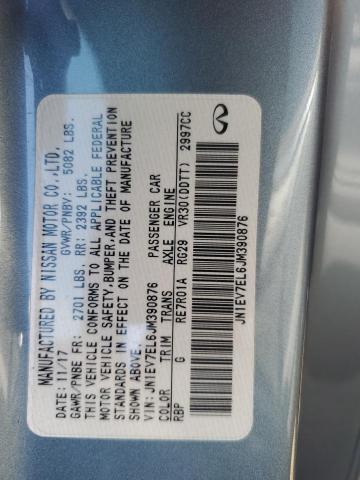 MANUFACTURED BY NISSAN MOTOR CO.,LTD.
DATE: 11/17 GVWR/PNBV: 5082 LBS.
GAWR/PNBE FR: 2701 LBS. RR: 2392 LBS.
THIS VEHICLE CONFORMS TO ALL APPLICABLE FEDERAL
MOTOR VEHICLE SAFETY,BUMPER,AND THEFT PREVENTION
STANDARDS IN EFFECT ON THE DATE OF MANUFACTURE
SHOWN ABOVE.
VIN: JN1EV7EL6JM390876 PASSENGER CAR
COLOR TRIM TRANS AXLE ENGINE
RBP G RE7R01A RG29 VR30(DDTT) 2997CC
JN1EV7EL6JM390876